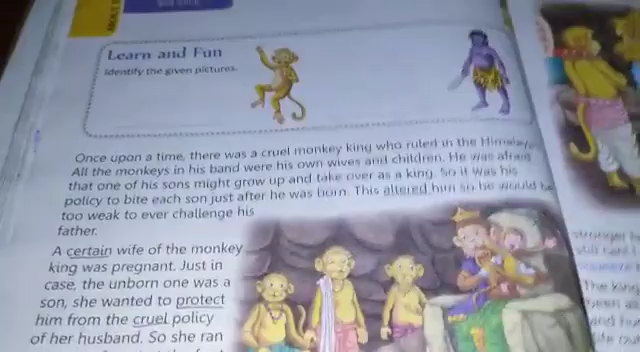 ABOUT
Learn and Fun
Identify the given pictures.
Once upon a time, there was a cruel monkey king who ruled in the
All the monkeys in his band were his own wives and children. He was afraid
that one of his sons might grow up and take over as a king. So it was his
policy to bite each son just after he was born. This altered him so he would be
too weak to ever challenge his
father.
A certain wife of the monkey
king was pregnant. Just in
case, the unborn one was a
son, she wanted to protect
him from the cruel policy
of her husband. So she ran
stronger
still
The King